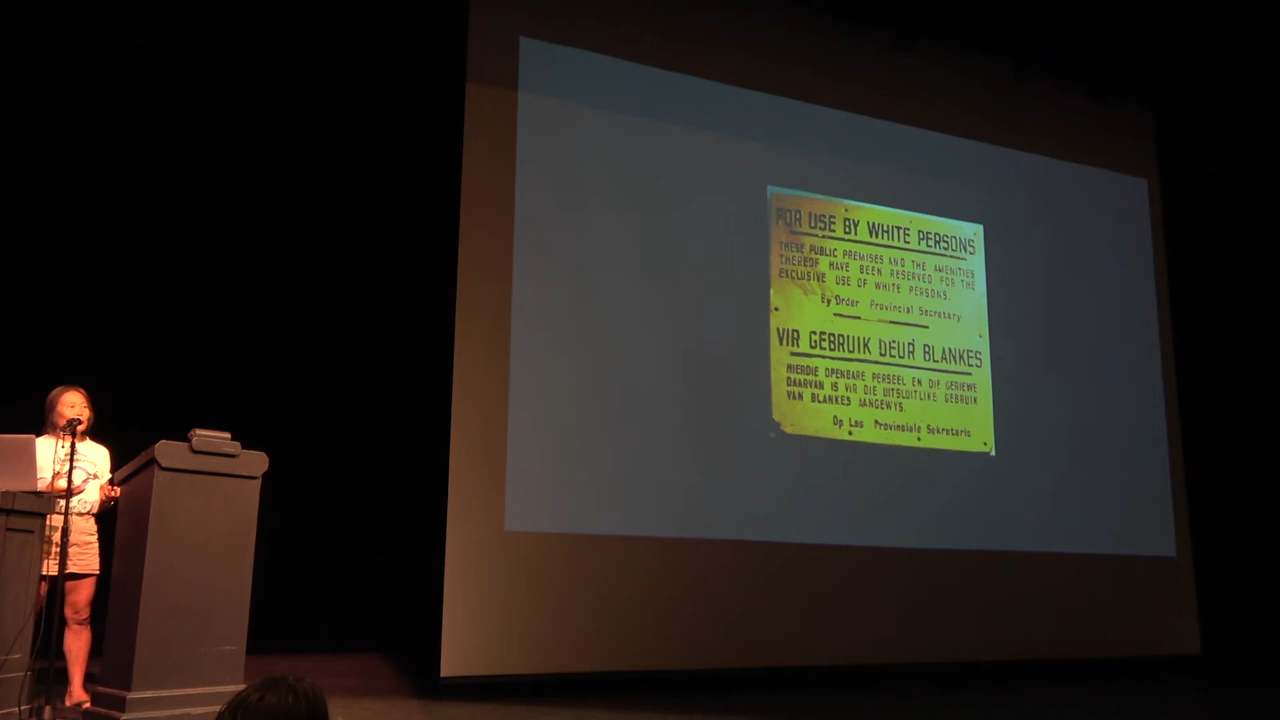 FOR USE BY WHITE PERSONS
THESE PUBLIC PREMISES AND THE AMENITIES
THEREOF HAVE BEEN RESERVED FOR THE
EXCLUSIVE USE OF WHITE PERSONS.
By Order Provincial Secretary
VIR GEBRUIK DEUR BLANKES
HIERDIE OPENBARE PERSEEL EN DIE GERIEWE
DAARVAN IS VIR DIE UITSLUITLIKE GEBRUIK
VAN BLANKES AANGEWYS.
Op Las Provinciale Sekretaris